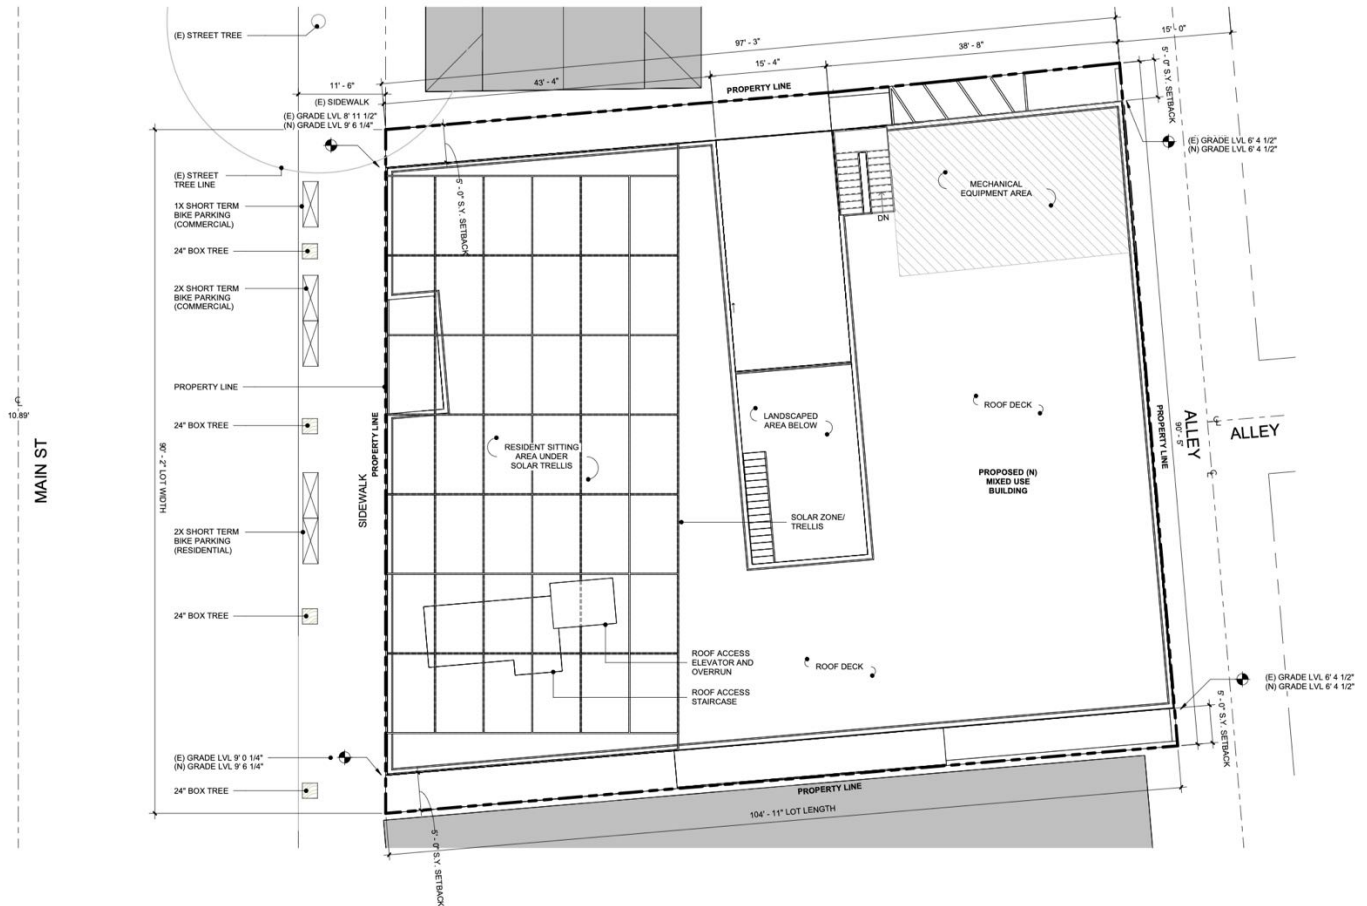 (E) STREET TREE
97' - 3"
15' - 0"
38' - 8"
15' - 4"
43' - 4"
11' - 6"
PROPERTY LINE
5' - 0" S.Y. SETBACK
(E) SIDEWALK
(E) GRADE LVL 8' 11 1/2"
(N) GRADE LVL 9' 6 1/4"
(E) GRADE LVL 6' 4 1/2"
(N) GRADE LVL 6' 4 1/2"
(E) STREET
TREE LINE
1X SHORT TERM
BIKE PARKING
(COMMERCIAL)
5' - 0" S.Y. SETBACK
MECHANICAL
EQUIPMENT AREA
DN
24" BOX TREE
2X SHORT TERM
BIKE PARKING
(COMMERCIAL)
PROPERTY LINE
10.89'
MAIN ST
24" BOX TREE
90' - 2" LOT WIDTH
SIDEWALK
PROPERTY LINE
RESIDENT SITTING
AREA UNDER
SOLAR TRELLIS
LANDSCAPED
AREA BELOW
ROOF DECK
PROPOSED (N)
MIXED USE
BUILDING
PROPERTY LINE
90' - 5"
ALLEY
ALLEY
SOLAR ZONE/
TRELLIS
2X SHORT TERM
BIKE PARKING
(RESIDENTIAL)
24" BOX TREE
ROOF ACCESS
ELEVATOR AND
OVERRUN
ROOF ACCESS
STAIRCASE
ROOF DECK
(E) GRADE LVL 6' 4 1/2"
(N) GRADE LVL 6' 4 1/2"
5' - 0" S.Y. SETBACK
(E) GRADE LVL 9' 0 1/4"
(N) GRADE LVL 9' 6 1/4"
24" BOX TREE
PROPERTY LINE
104' - 11" LOT LENGTH
5' - 0" S.Y. SETBACK